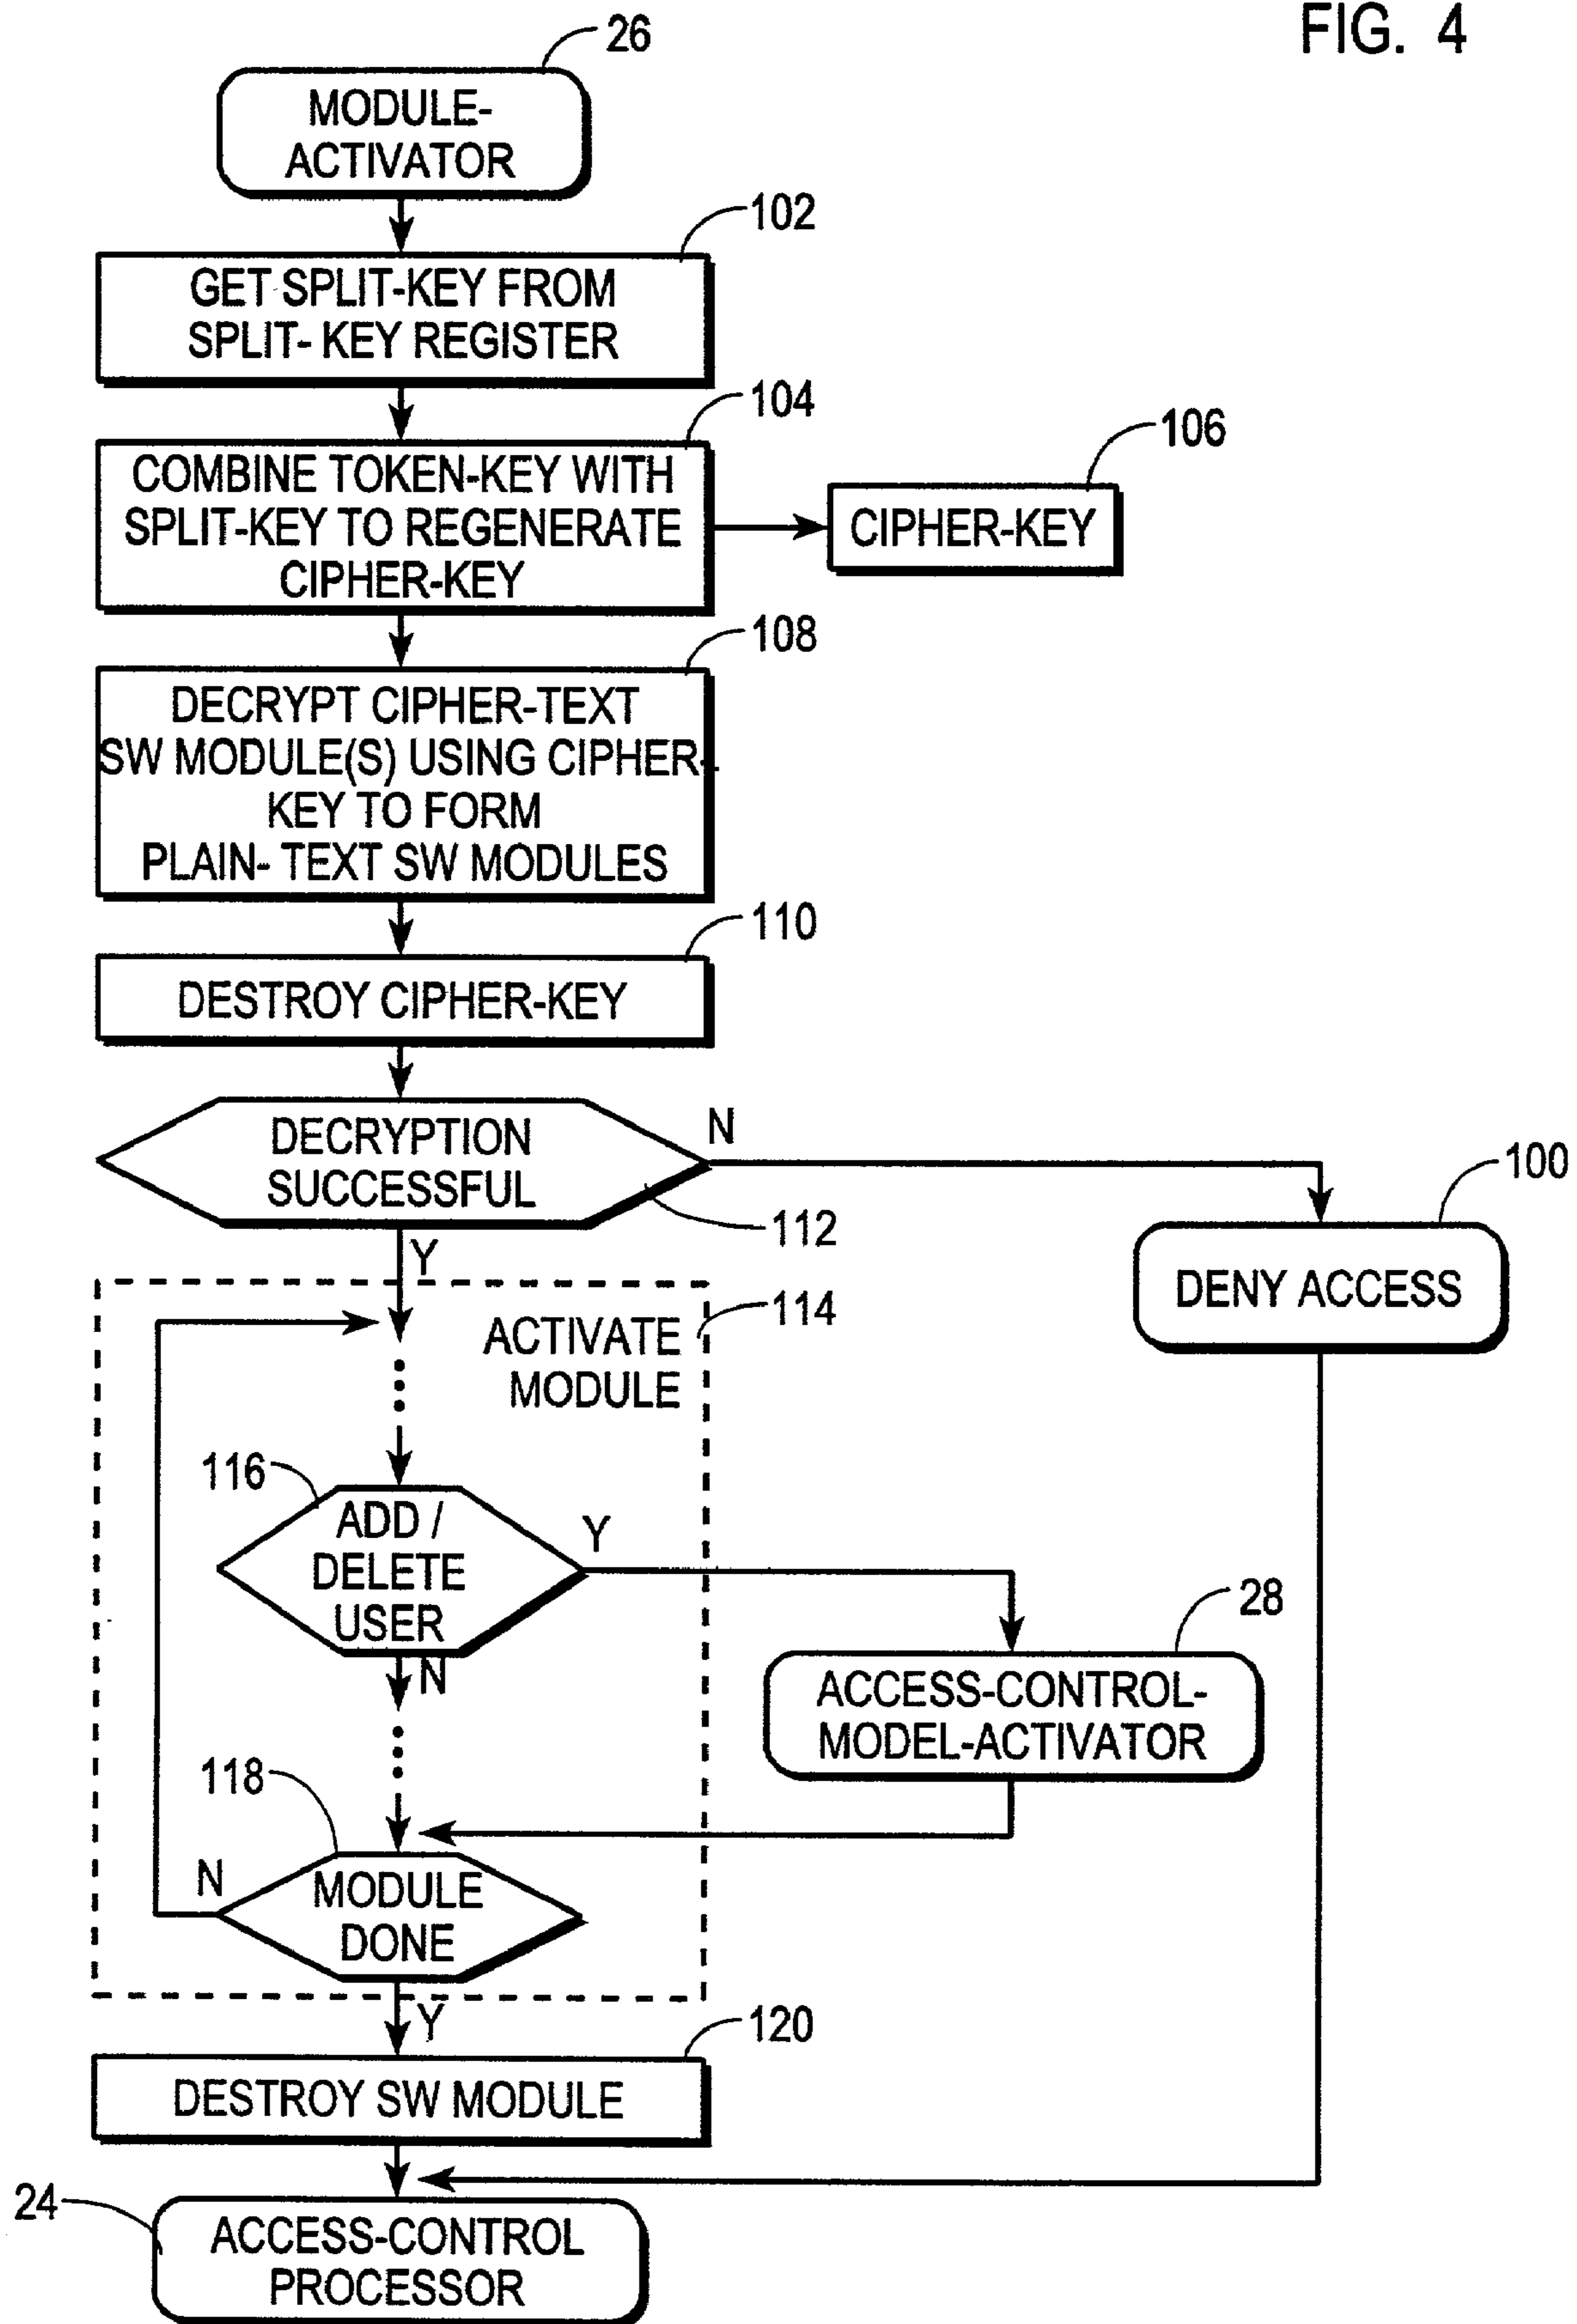 FIG. 4
26
MODULE-
ACTIVATOR
102
GET SPLIT-KEY FROM
SPLIT- KEY REGISTER
104
COMBINE TOKEN-KEY WITH
SPLIT-KEY TO REGENERATE
CIPHER-KEY
106
CIPHER-KEY
108
DECRYPT CIPHER-TEXT
SW MODULE(S) USING CIPHER-
KEY TO FORM
PLAIN- TEXT SW MODULES
110
DESTROY CIPHER-KEY
DECRYPTION
SUCCESSFUL
N
112
Y
100
DENY ACCESS
114
ACTIVATE
MODULE
116
ADD /
DELETE
USER
Y
N
28
ACCESS-CONTROL-
MODEL-ACTIVATOR
118
N
MODULE
DONE
Y
120
DESTROY SW MODULE
24
ACCESS-CONTROL
PROCESSOR